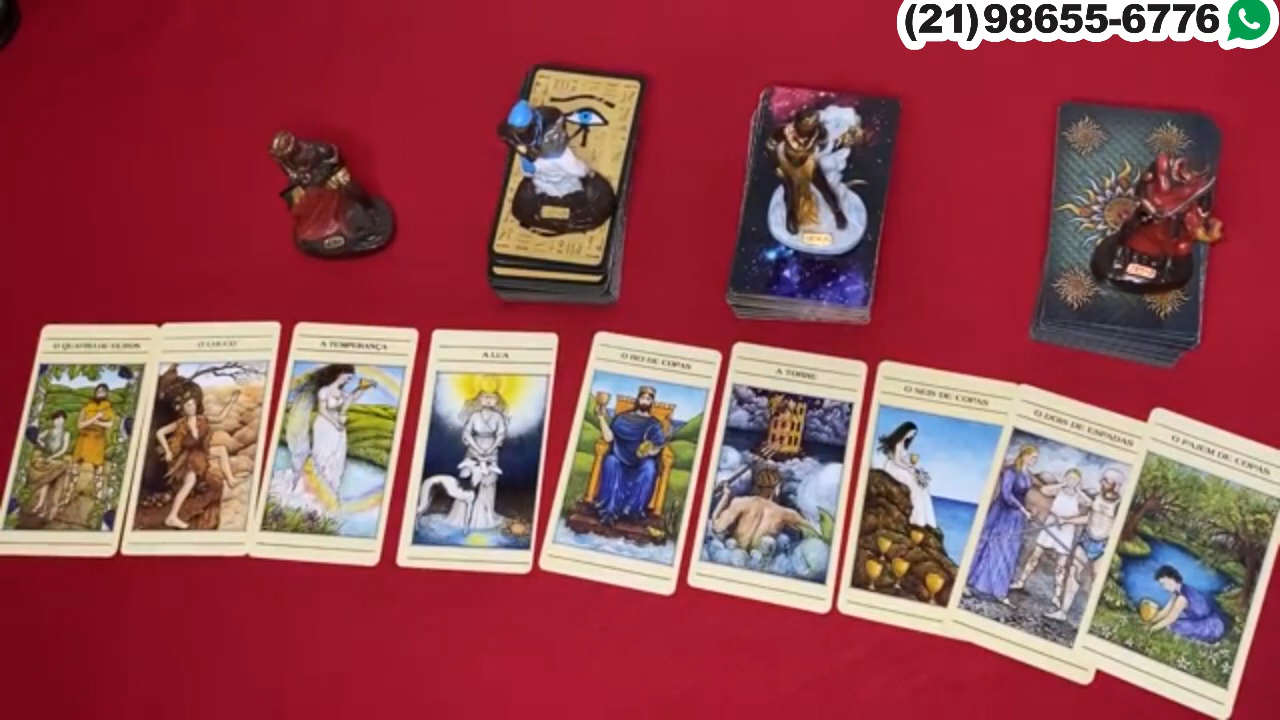 (21)98655-6776
O QUATRO DE OUROS
O LOUCO
A TEMPERANÇA
A LUA
O REI DE COPAS
A TORRE
O SEIS DE COPAS
O DOIS DE ESPADAS
O PAJEM DE COPAS